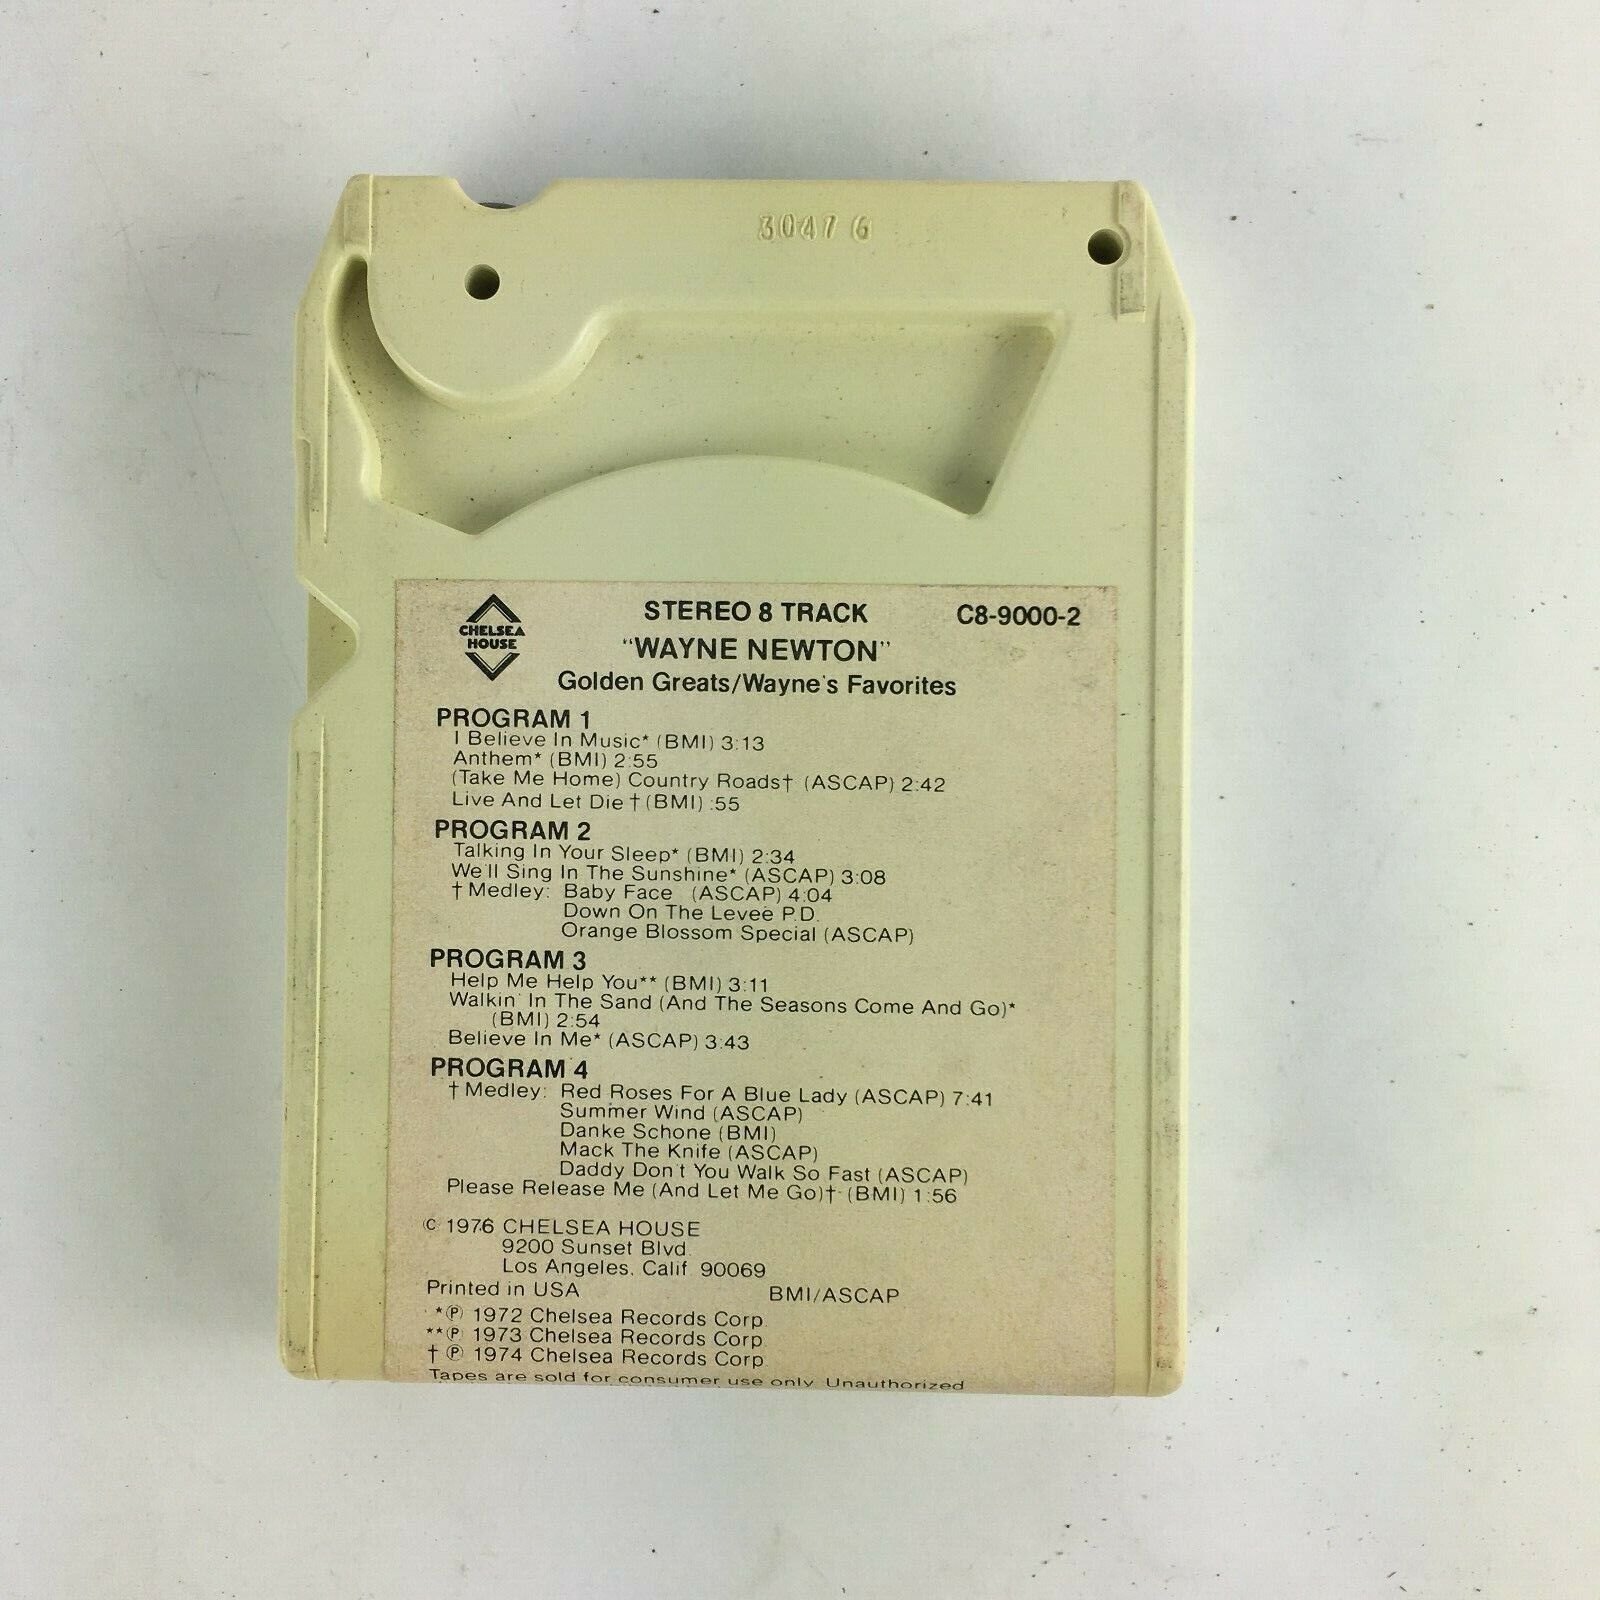 30476
CHELSEA
HOUSE
STEREO 8 TRACK C8-9000-2
"WAYNE NEWTON"
Golden Greats/Wayne's Favorites
PROGRAM 1
I Believe In Music* (BMI) 3:13
Anthem* (BMI) 2:55
(Take Me Home) Country Roads† (ASCAP) 2:42
Live And Let Die † (BMI) :55
PROGRAM 2
Talking In Your Sleep* (BMI) 2:34
We'll Sing In The Sunshine* (ASCAP) 3:08
† Medley: Baby Face (ASCAP) 4:04
Down On The Levee P.D.
Orange Blossom Special (ASCAP)
PROGRAM 3
Help Me Help You** (BMI) 3:11
Walkin' In The Sand (And The Seasons Come And Go)*
(BMI) 2:54
Believe In Me* (ASCAP) 3:43
PROGRAM 4
† Medley: Red Roses For A Blue Lady (ASCAP) 7:41
Summer Wind (ASCAP)
Danke Schone (BMI)
Mack The Knife (ASCAP)
Daddy Don't You Walk So Fast (ASCAP)
Please Release Me (And Let Me Go)† (BMI) 1:56
© 1976 CHELSEA HOUSE
9200 Sunset Blvd.
Los Angeles, Calif. 90069
Printed in USA BMI/ASCAP
*℗ 1972 Chelsea Records Corp.
**℗ 1973 Chelsea Records Corp.
† ℗ 1974 Chelsea Records Corp.
Tapes are sold for consumer use only. Unauthorized